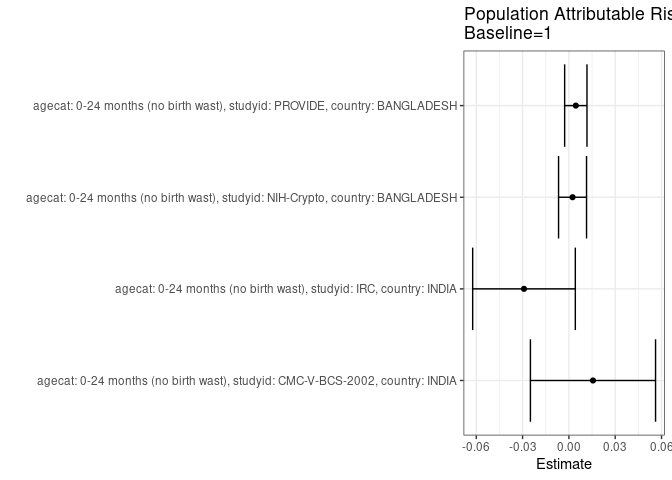 Population Attributable Ris
Baseline=1
agecat: 0-24 months (no birth wast), studyid: PROVIDE, country: BANGLADESH
agecat: 0-24 months (no birth wast), studyid: NIH-Crypto, country: BANGLADESH
agecat: 0-24 months (no birth wast), studyid: IRC, country: INDIA
agecat: 0-24 months (no birth wast), studyid: CMC-V-BCS-2002, country: INDIA
-0.06 -0.03 0.00 0.03 0.06
Estimate